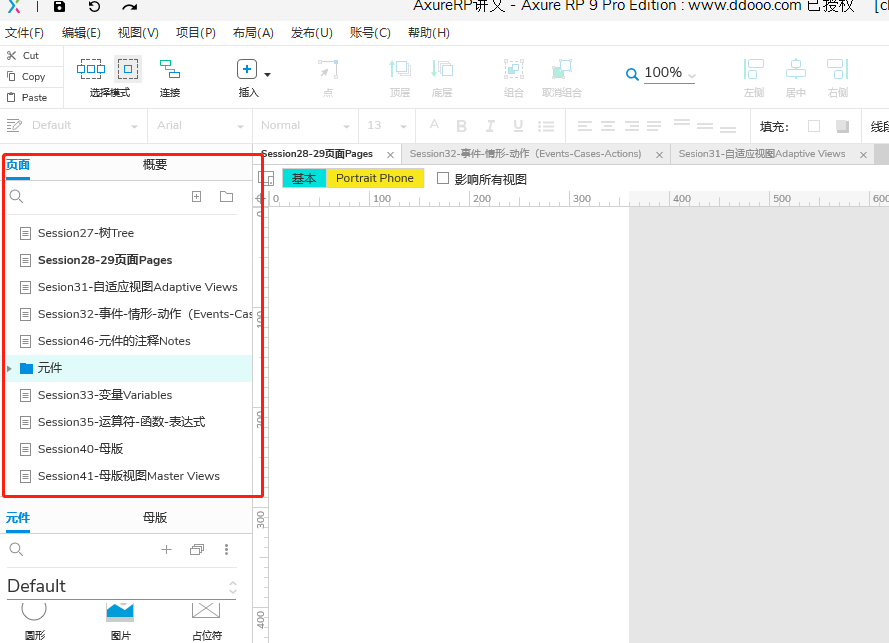 AxureRP讲义 - Axure RP 9 Pro Edition : www.ddooo.com 已授权 [c
文件(F) 编辑(E) 视图(V) 项目(P) 布局(A) 发布(U) 账号(C) 帮助(H)
Cut
Copy
Paste
选择模式 连接 插入 点 顶层 底层 组合 取消组合 100% 左侧 居中 右侧
Default Arial Normal 13 A B I U 填充: 线段
页面 概要
Session28-29页面Pages Session32-事件-情形-动作（Events-Cases-Actions) Sesion31-自适应视图Adaptive Views
基本 Portrait Phone 影响所有视图
0 100 200 300 400 500 600
Session27-树Tree
Session28-29页面Pages
Sesion31-自适应视图Adaptive Views
Session32-事件-情形-动作（Events-Cas
Session46-元件的注释Notes
元件
Session33-变量Variables
Session35-运算符-函数-表达式
Session40-母版
Session41-母版视图Master Views
0
100
200
300
400
元件 母版
Default
圆形 图片 占位符